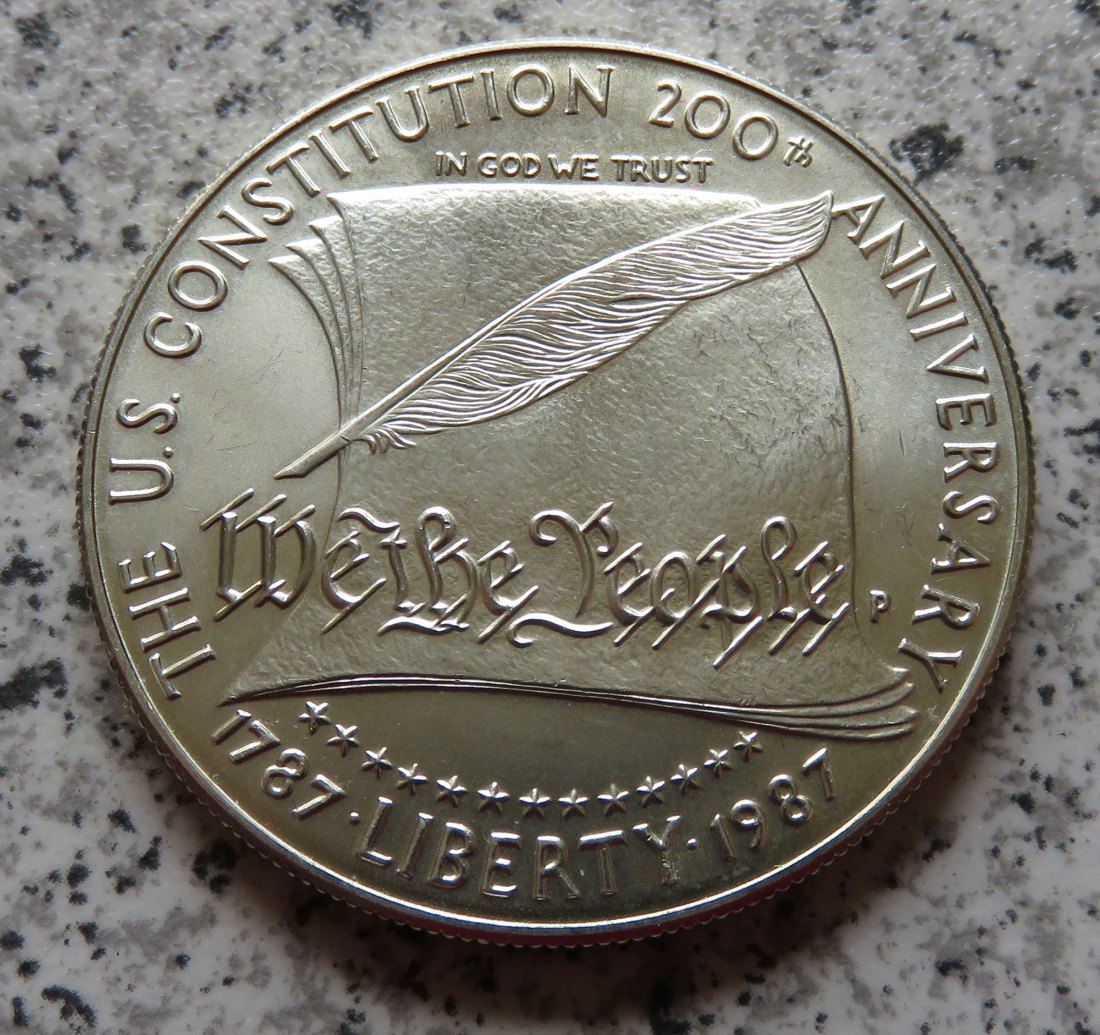 THE U.S. CONSTITUTION 200th ANNIVERSARY
IN GOD WE TRUST
We the People
P
1787 · LIBERTY · 1987